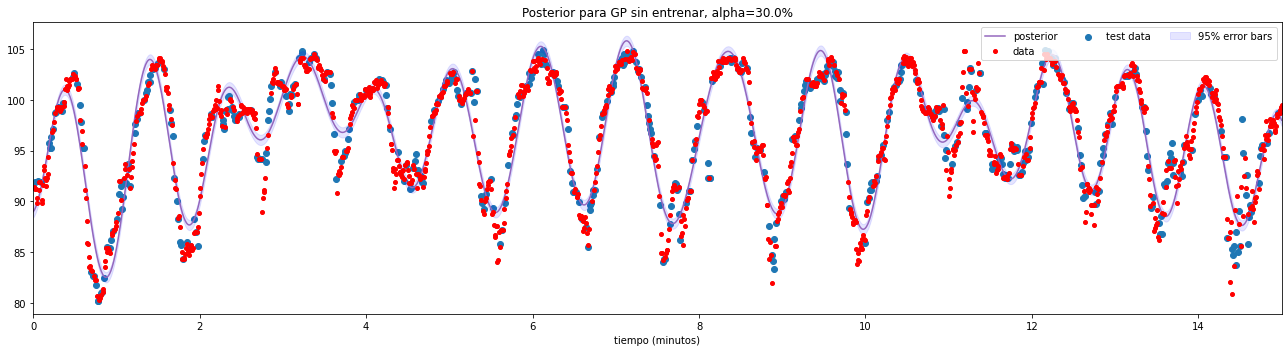 Posterior para GP sin entrenar, alpha=30.0%
posterior
data
test data
95% error bars
105
100
95
90
85
80
0 2 4 6 8 10 12 14
tiempo (minutos)